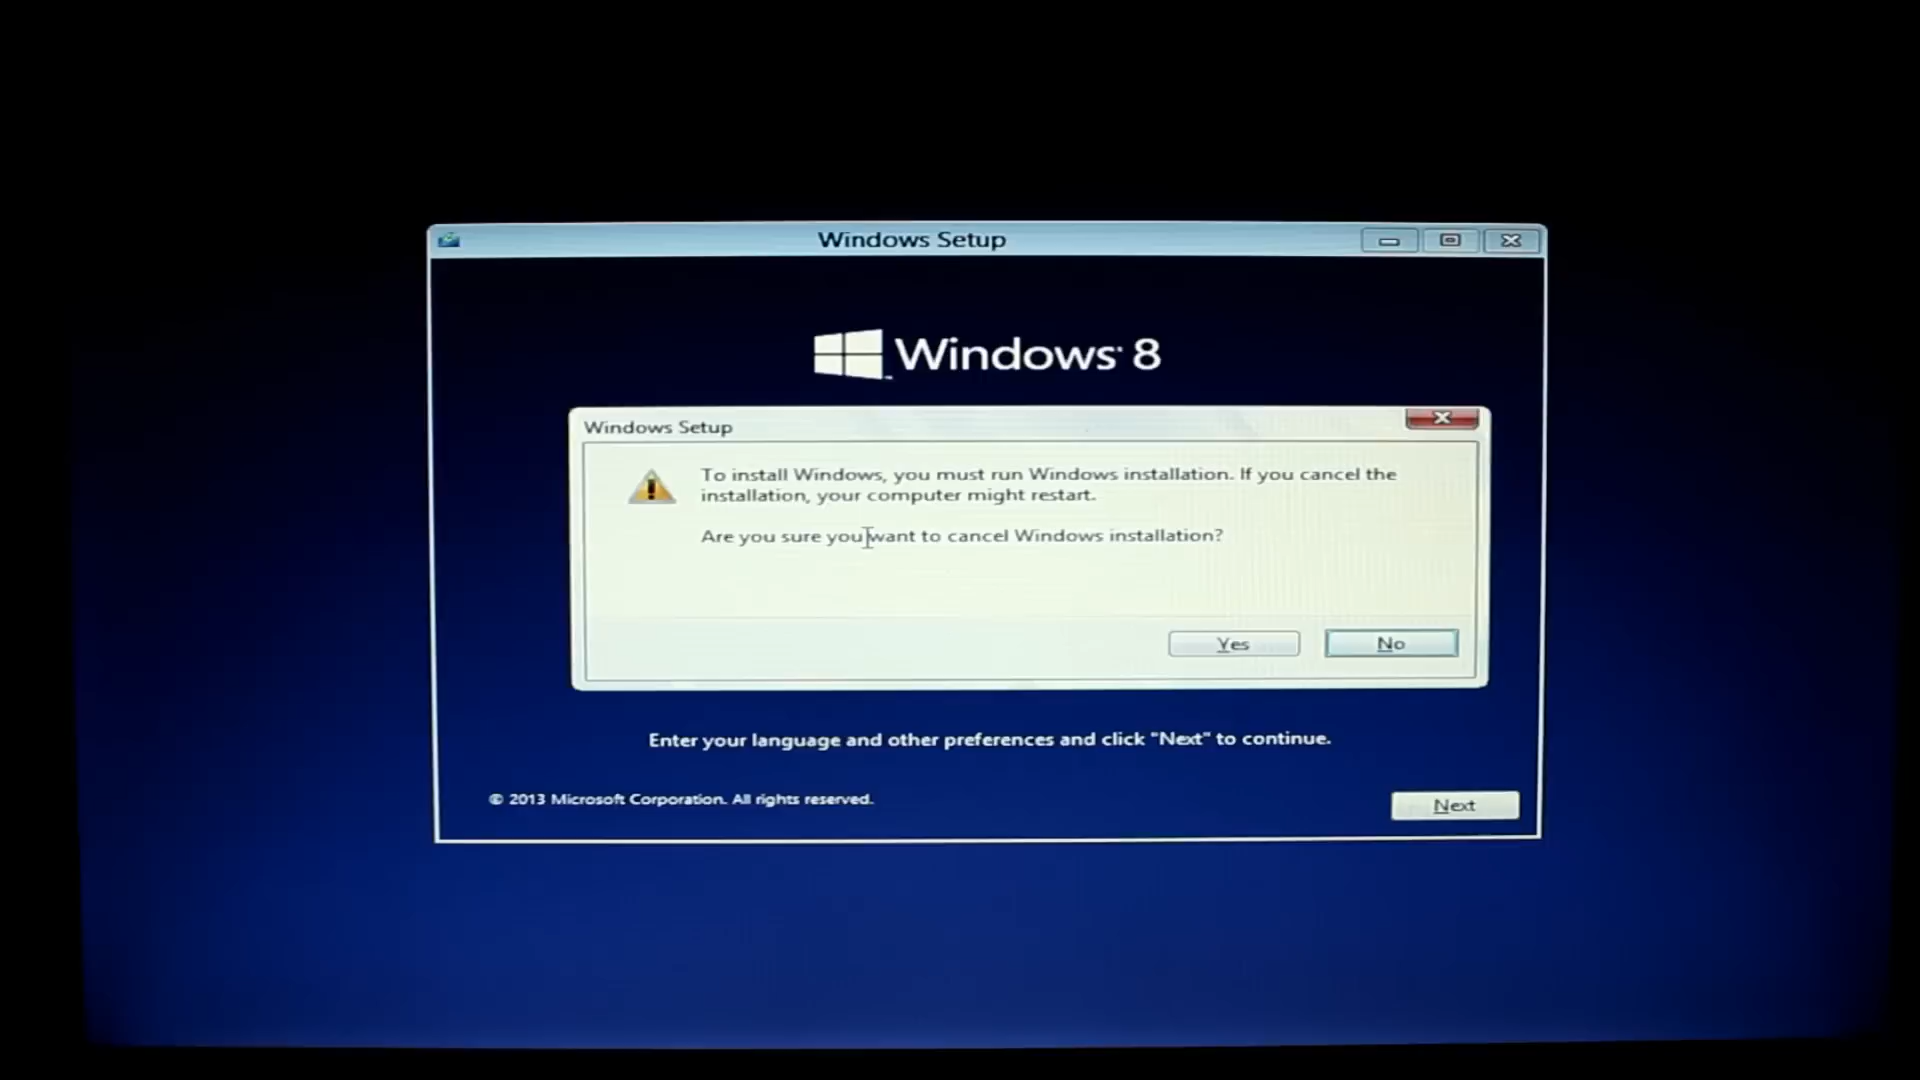 Windows Setup
Windows 8
Windows Setup
To install Windows, you must run Windows installation. If you cancel the
installation, your computer might restart.
Are you sure you want to cancel Windows installation?
Yes
No
Enter your language and other preferences and click "Next" to continue.
© 2013 Microsoft Corporation. All rights reserved.
Next